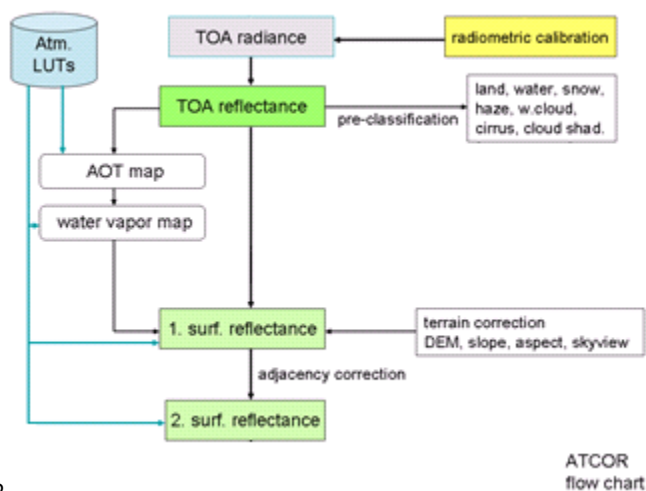 Atm.
LUTs
TOA radiance
radiometric calibration
TOA reflectance
pre-classification
land, water, snow,
haze, w.cloud,
cirrus, cloud shad.
AOT map
water vapor map
1. surf. reflectance
terrain correction
DEM, slope, aspect, skyview
adjacency correction
2. surf. reflectance
ATCOR
flow chart